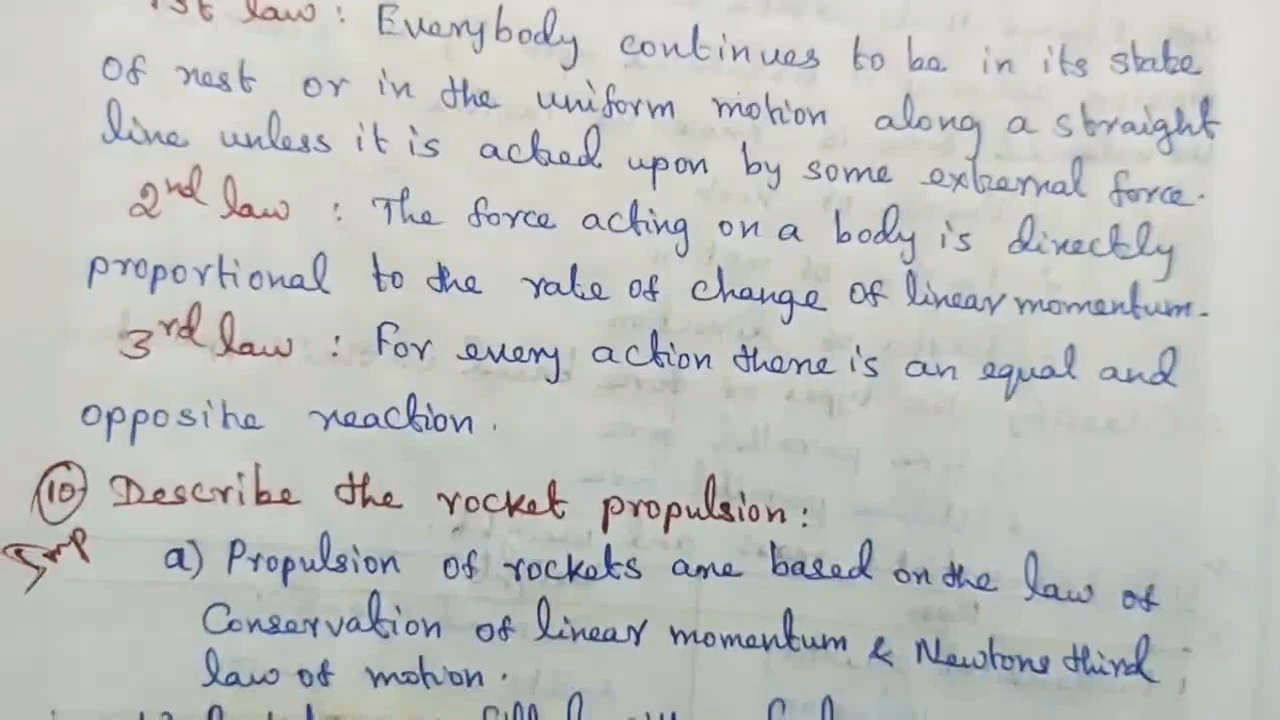 1st law : Everybody continues to be in its state
of rest or in the uniform motion along a straight
line unless it is acted upon by some external force.
2nd law : The force acting on a body is directly
proportional to the rate of change of linear momentum.
3rd law : For every action there is an equal and
opposite reaction.
10 Describe the rocket propulsion :
Imp a) Propulsion of rockets are based on the law of
Conservation of linear momentum & Newtons third
law of motion.